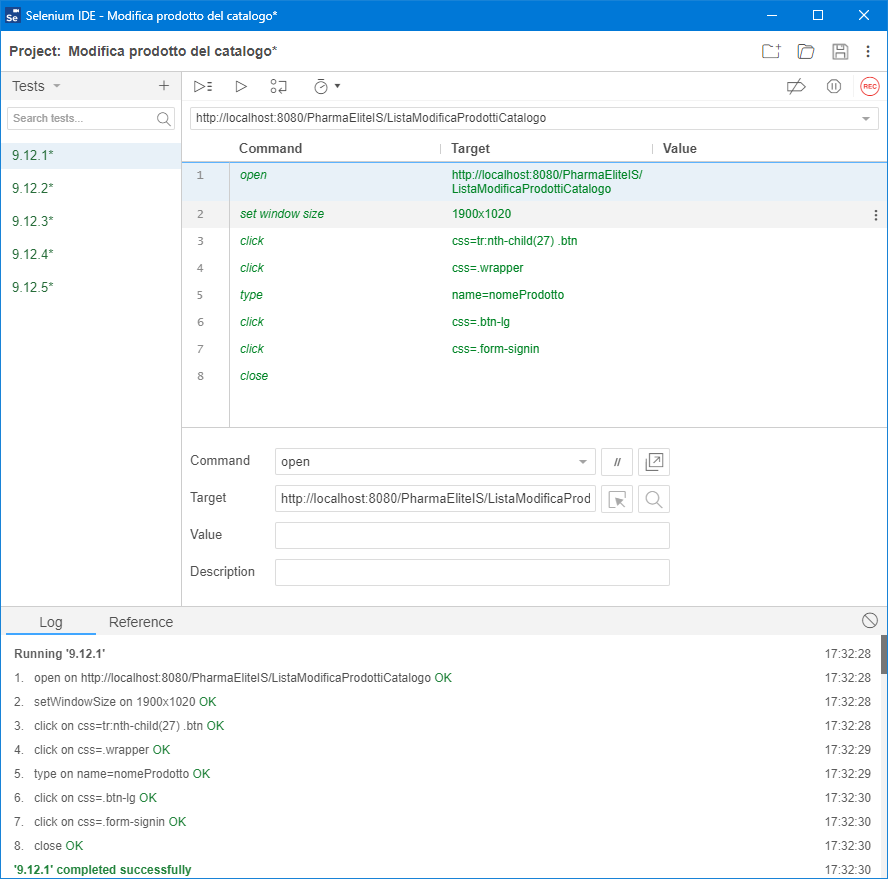 Se Selenium IDE - Modifica prodotto del catalogo*
Project: Modifica prodotto del catalogo*
Tests
REC
Search tests...
http://localhost:8080/PharmaEliteIS/ListaModificaProdottiCatalogo
Command Target Value
9.12.1*
9.12.2*
9.12.3*
9.12.4*
9.12.5*
1 open http://localhost:8080/PharmaEliteIS/
ListaModificaProdottiCatalogo
2 set window size 1900x1020
3 click css=tr:nth-child(27) .btn
4 click css=.wrapper
5 type name=nomeProdotto
6 click css=.btn-lg
7 click css=.form-signin
8 close
Command open //
Target http://localhost:8080/PharmaEliteIS/ListaModificaProd
Value
Description
Log Reference
Running '9.12.1' 17:32:28
1. open on http://localhost:8080/PharmaEliteIS/ListaModificaProdottiCatalogo OK 17:32:28
2. setWindowSize on 1900x1020 OK 17:32:28
3. click on css=tr:nth-child(27) .btn OK 17:32:28
4. click on css=.wrapper OK 17:32:29
5. type on name=nomeProdotto OK 17:32:29
6. click on css=.btn-lg OK 17:32:30
7. click on css=.form-signin OK 17:32:30
8. close OK 17:32:30
'9.12.1' completed successfully 17:32:30